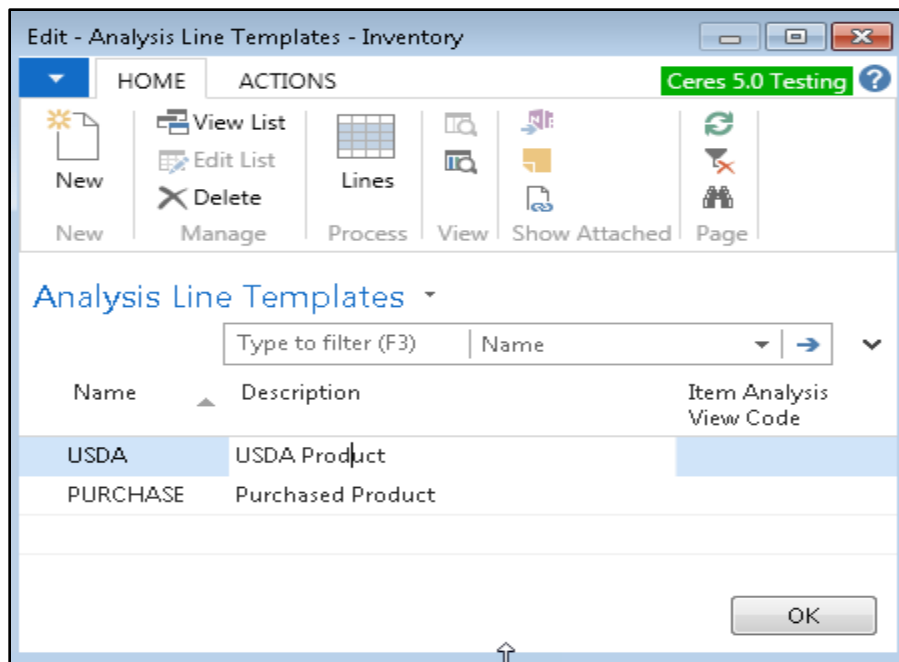 Edit - Analysis Line Templates - Inventory
HOME ACTIONS Ceres 5.0 Testing ?
New
View List
Edit List
Delete
Lines
New Manage Process View Show Attached Page
Analysis Line Templates
Type to filter (F3) Name
Name Description Item Analysis
View Code
USDA USDA Product
PURCHASE Purchased Product
OK